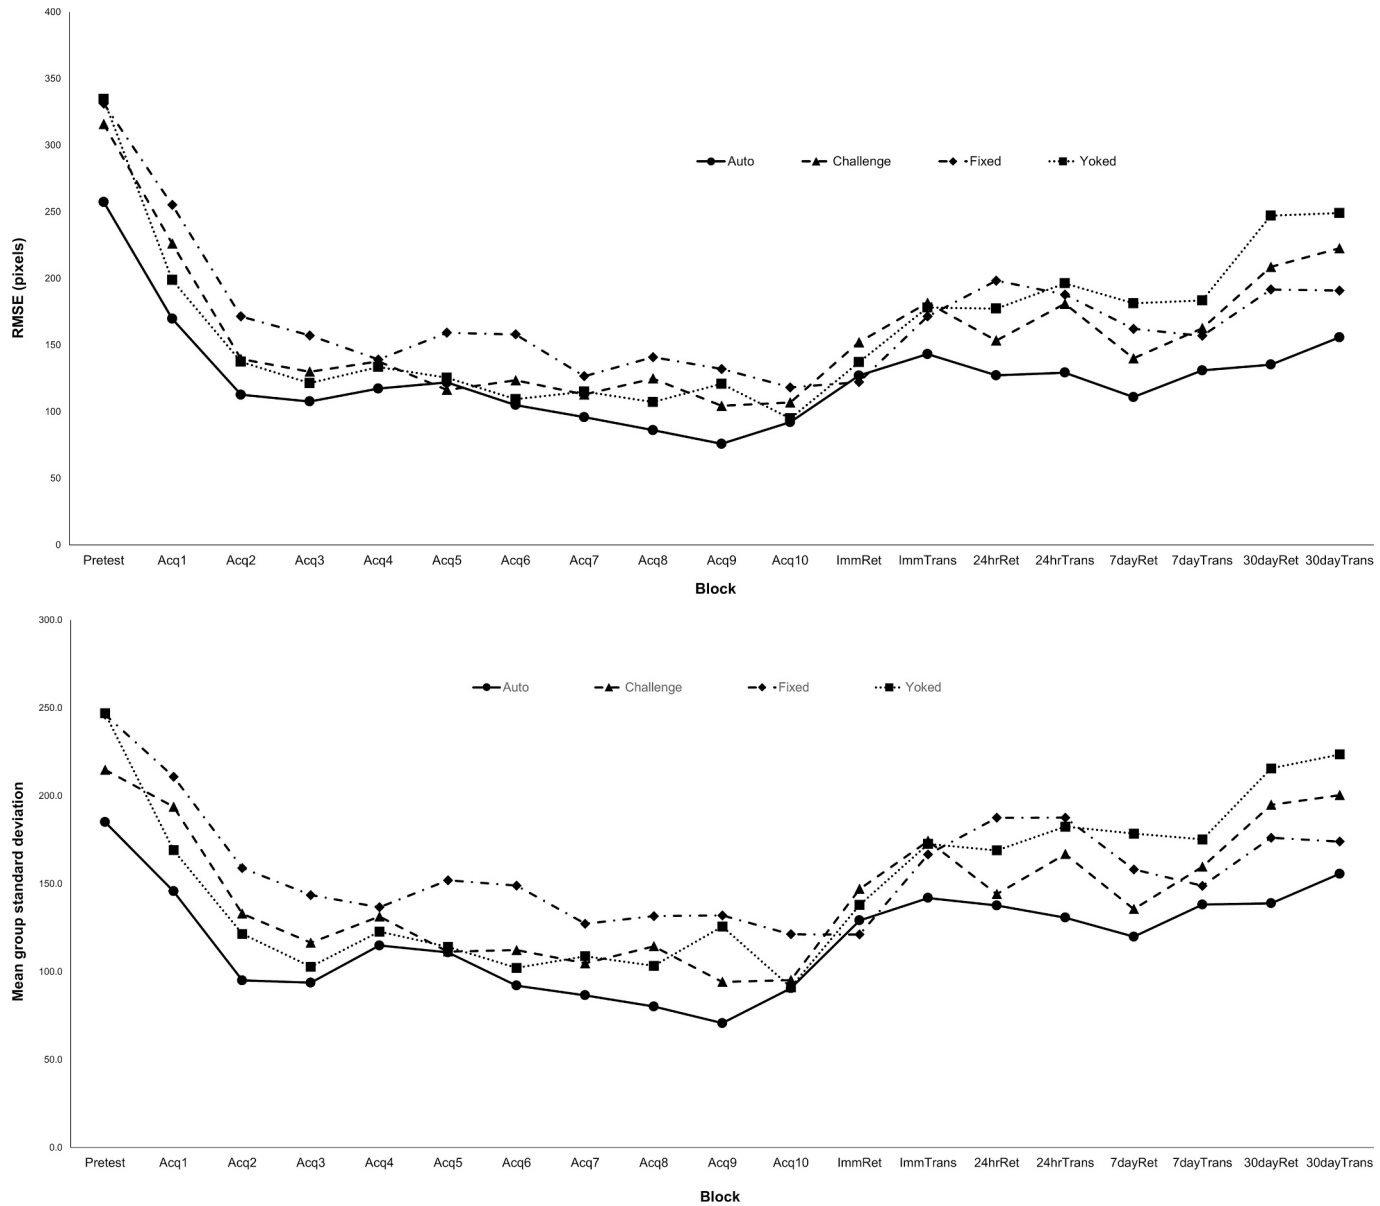 400
350
300
250
200
150
100
50
0
RMSE (pixels)
Auto Challenge Fixed Yoked
Pretest Acq1 Acq2 Acq3 Acq4 Acq5 Acq6 Acq7 Acq8 Acq9 Acq10 ImmRet ImmTrans 24hrRet 24hrTrans 7dayRet 7dayTrans 30dayRet 30dayTrans
Block
300.0
250.0
200.0
150.0
100.0
50.0
0.0
Mean group standard deviation
Auto Challenge Fixed Yoked
Pretest Acq1 Acq2 Acq3 Acq4 Acq5 Acq6 Acq7 Acq8 Acq9 Acq10 ImmRet ImmTrans 24hrRet 24hrTrans 7dayRet 7dayTrans 30dayRet 30dayTrans
Block